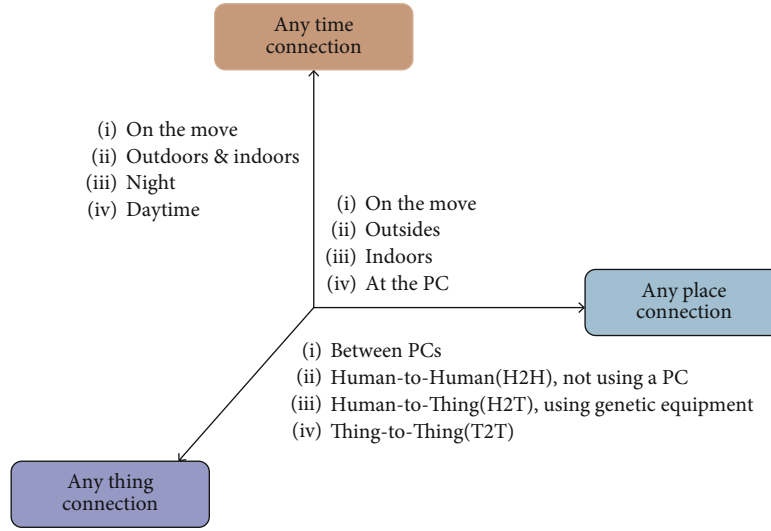 Any time
connection
(i) On the move
(ii) Outdoors & indoors
(iii) Night
(iv) Daytime
(i) On the move
(ii) Outsides
(iii) Indoors
(iv) At the PC
Any place
connection
(i) Between PCs
(ii) Human-to-Human(H2H), not using a PC
(iii) Human-to-Thing(H2T), using genetic equipment
(iv) Thing-to-Thing(T2T)
Any thing
connection